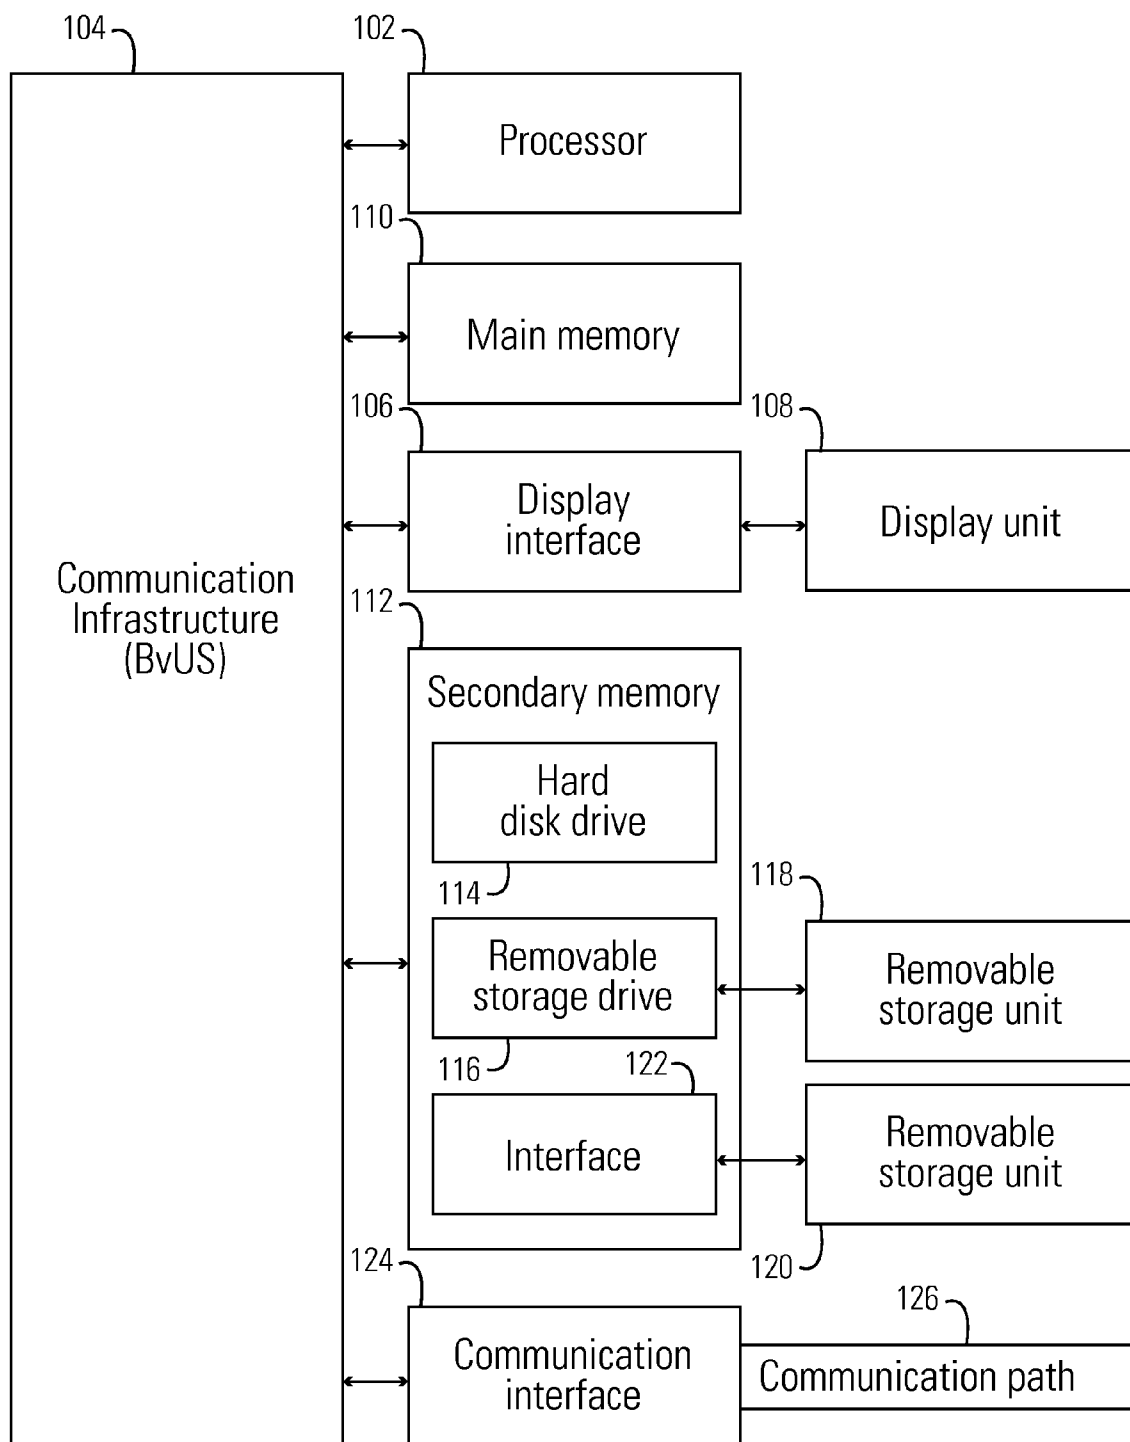 104
102
Processor
110
Main memory
106
108
Display
interface
Display unit
Communication
Infrastructure
(BvUS)
112
Secondary memory
Hard
disk drive
114
118
Removable
storage drive
Removable
storage unit
116
122
Interface
Removable
storage unit
120
124
126
Communication
interface
Communication path